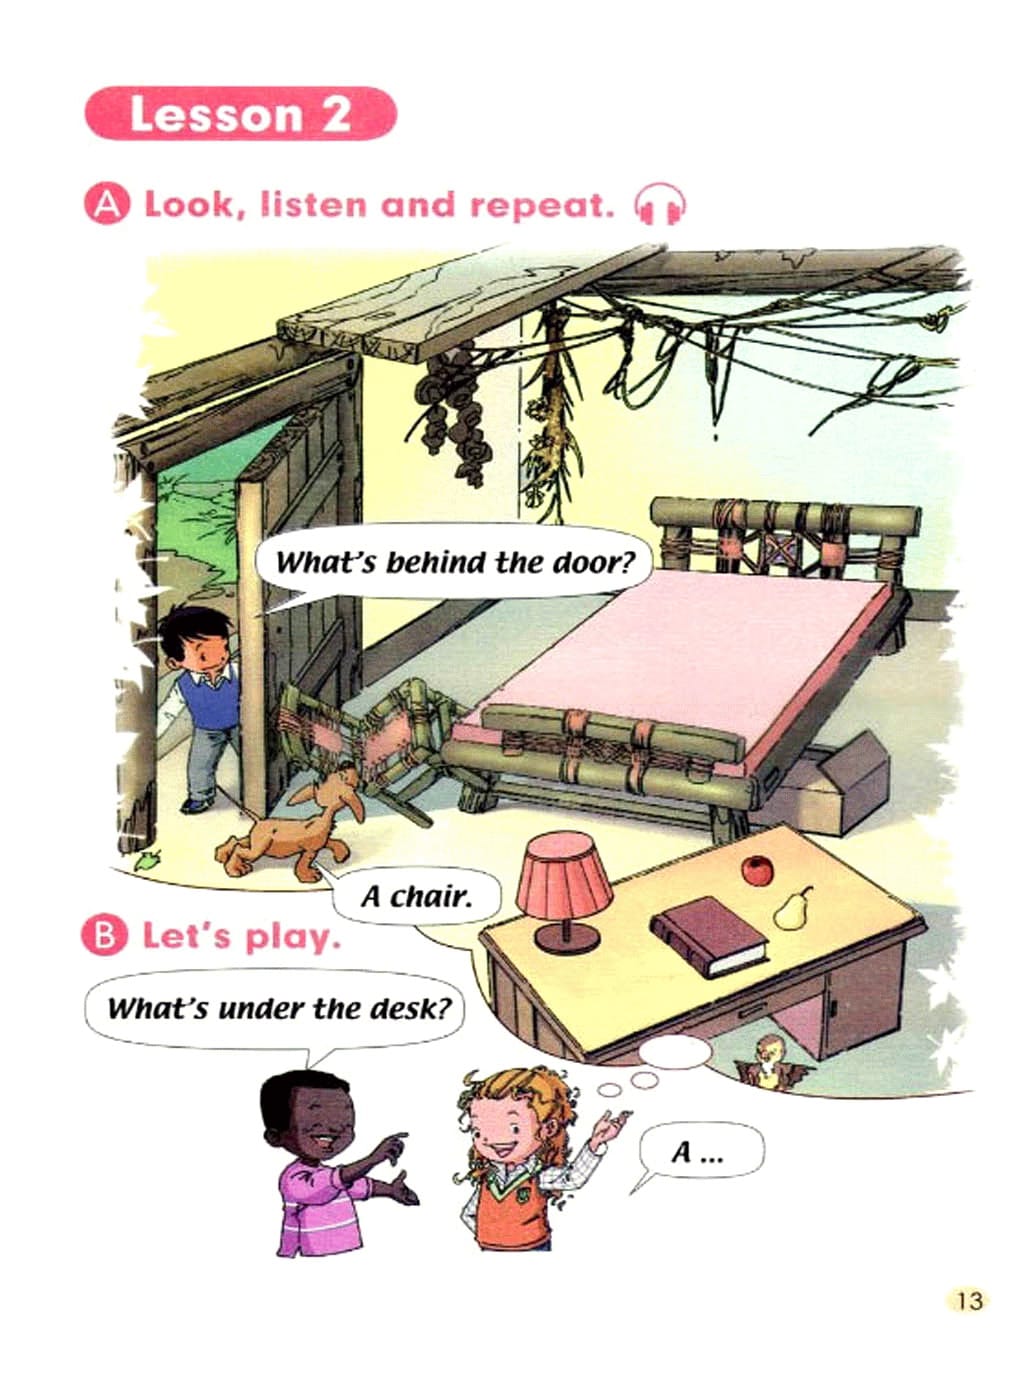 Lesson 2
A Look, listen and repeat.
What's behind the door?
A chair.
B Let's play.
What's under the desk?
A ...
13